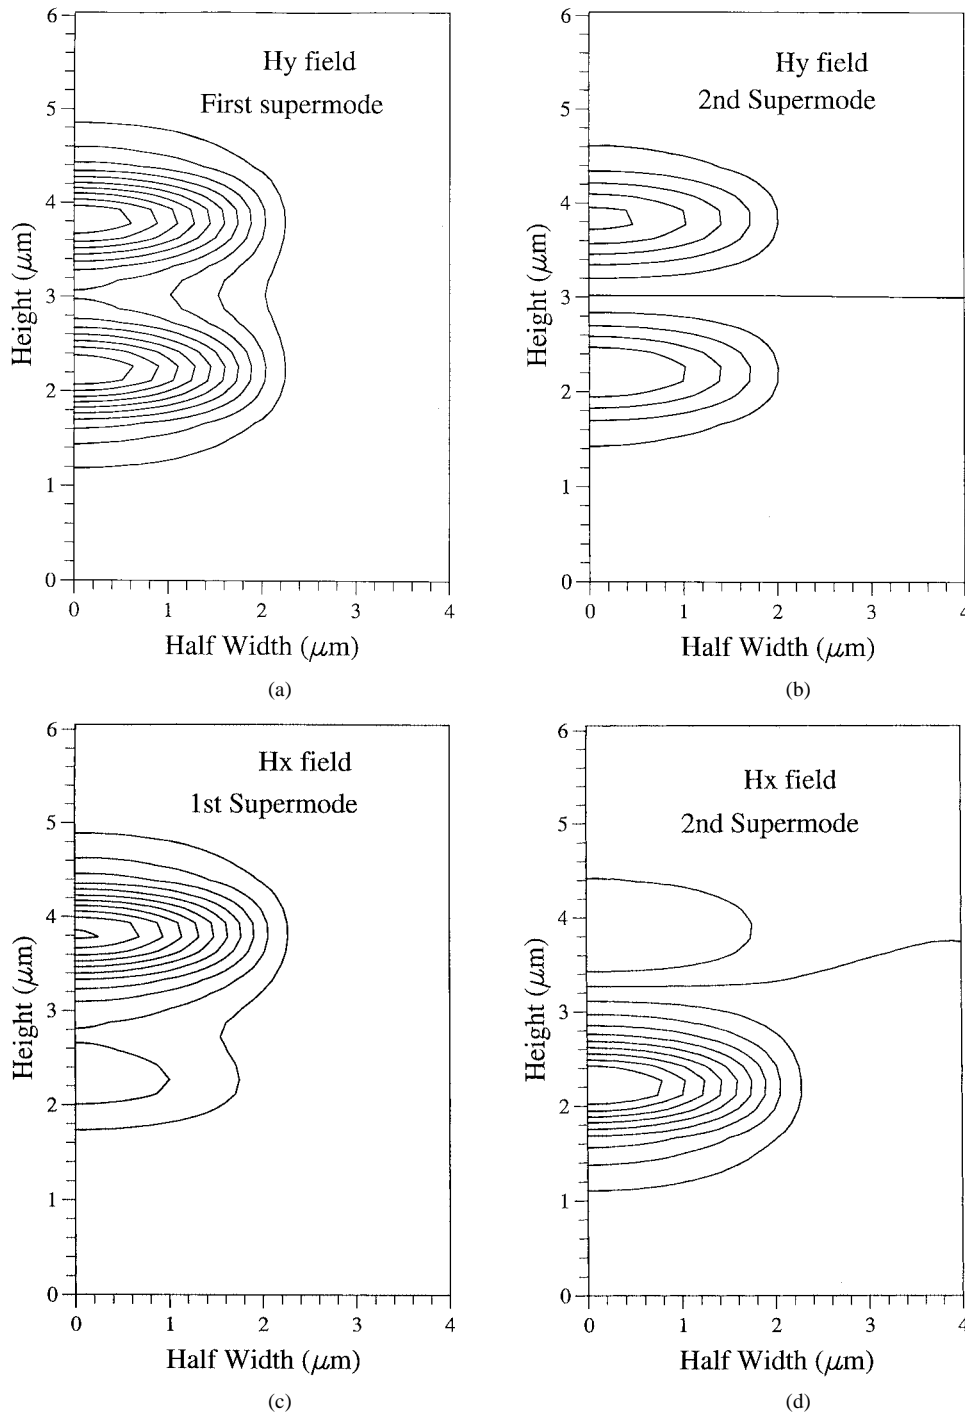 6
5
4
3
2
1
0
Height (μm)
Hy field
First supermode
0 1 2 3 4
Half Width (μm)
(a)
6
5
4
3
2
1
0
Height (μm)
Hy field
2nd Supermode
0 1 2 3 4
Half Width (μm)
(b)
6
5
4
3
2
1
0
Height (μm)
Hx field
1st Supermode
0 1 2 3 4
Half Width (μm)
(c)
6
5
4
3
2
1
0
Height (μm)
Hx field
2nd Supermode
0 1 2 3 4
Half Width (μm)
(d)